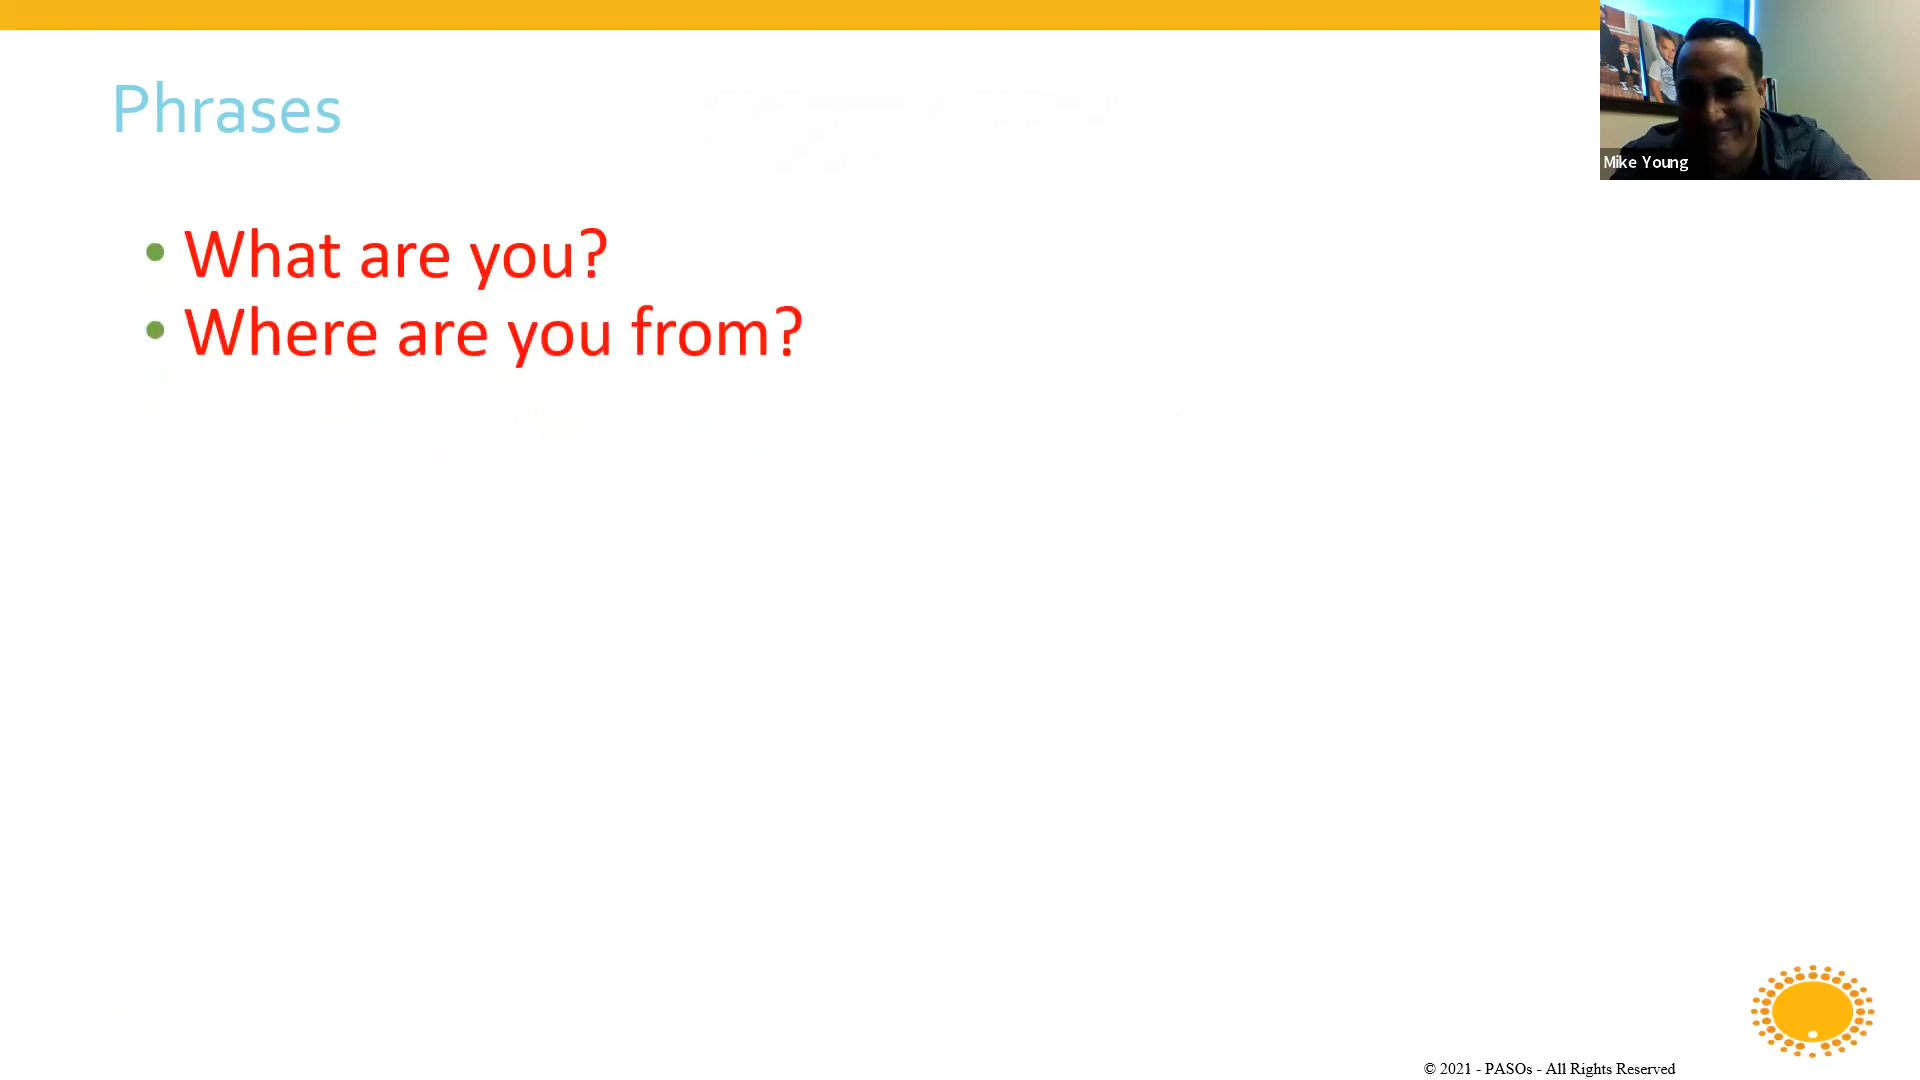 Phrases
Mike Young
• What are you?
• Where are you from?
© 2021 - PASOs - All Rights Reserved